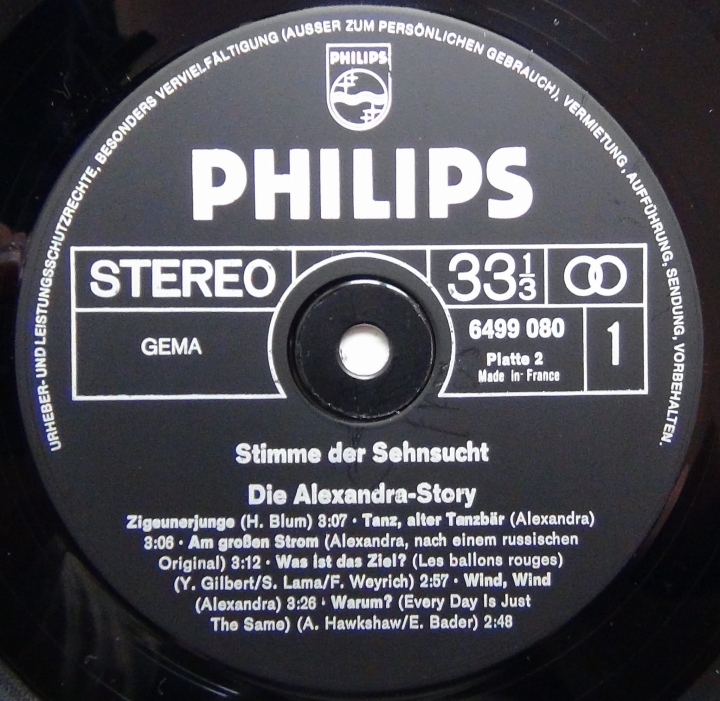 URHEBER- UND LEISTUNGSSCHUTZRECHTE, BESONDERS VERVIELFÄLTIGUNG (AUSSER ZUM PERSÖNLICHEN GEBRAUCH), VERMIETUNG, AUFFÜHRUNG, SENDUNG, VORBEHALTEN.
PHILIPS
PHILIPS
STEREO
33⅓
GEMA
6499 080
Platte 2
Made in France
1
Stimme der Sehnsucht
Die Alexandra-Story
Zigeunerjunge (H. Blum) 3:07 · Tanz, alter Tanzbär (Alexandra)
3:06 · Am großen Strom (Alexandra, nach einem russischen
Original) 3:12 · Was ist das Ziel? (Les ballons rouges)
(Y. Gilbert/S. Lama/F. Weyrich) 2:57 · Wind, Wind
(Alexandra) 3:26 · Warum? (Every Day Is Just
The Same) (A. Hawkshaw/E. Bader) 2:48